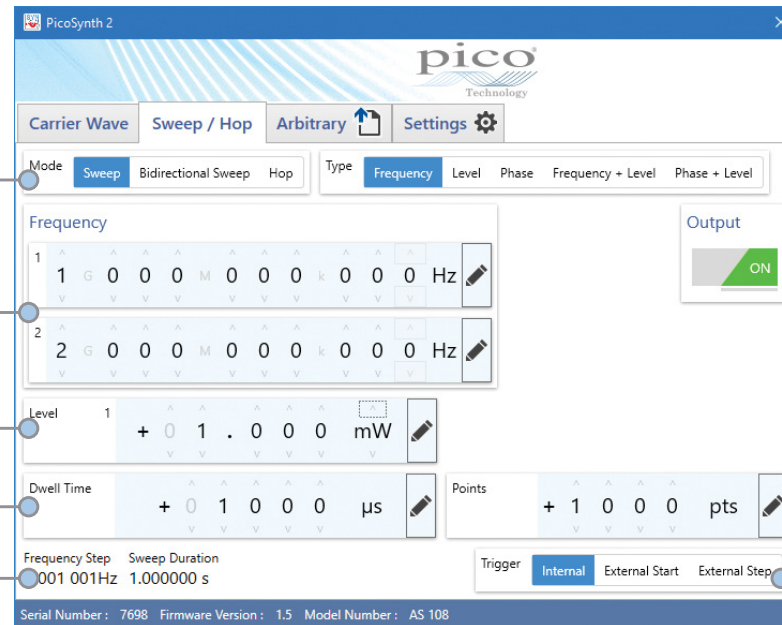 PicoSynth 2
pico
Technology
Carrier Wave Sweep / Hop Arbitrary Settings
Mode Sweep Bidirectional Sweep Hop Type Frequency Level Phase Frequency + Level Phase + Level
Frequency Output
1 1 G 0 0 0 M 0 0 0 k 0 0 0 Hz
ON
2 2 G 0 0 0 M 0 0 0 k 0 0 0 Hz
Level 1 + 0 1 . 0 0 0 mW
Dwell Time + 0 1 0 0 0 µs Points + 1 0 0 0 pts
Frequency Step Sweep Duration
001 001Hz 1.000000 s
Trigger Internal External Start External Step
Serial Number : 7698 Firmware Version : 1.5 Model Number : AS 108